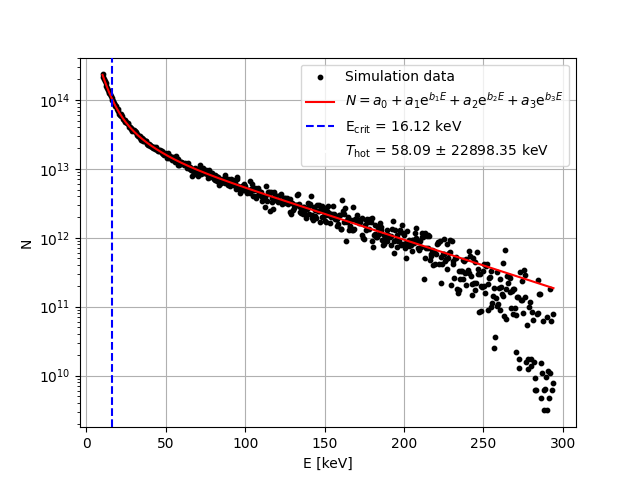 Simulation data
N = a₀ + a₁e^{b₁E} + a₂e^{b₂E} + a₃e^{b₃E}
E_crit = 16.12 keV
T_hot = 58.09 ± 22898.35 keV
10¹⁴
10¹³
10¹²
10¹¹
10¹⁰
N
0 50 100 150 200 250 300
E [keV]